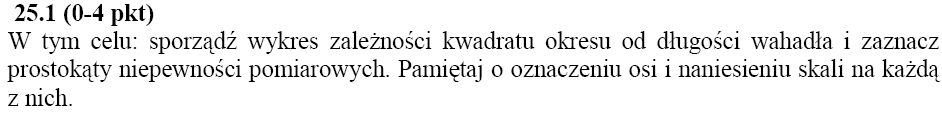 25.1 (0-4 pkt)
W tym celu: sporządź wykres zależności kwadratu okresu od długości wahadła i zaznacz
prostokąty niepewności pomiarowych. Pamiętaj o oznaczeniu osi i naniesieniu skali na każdą
z nich.